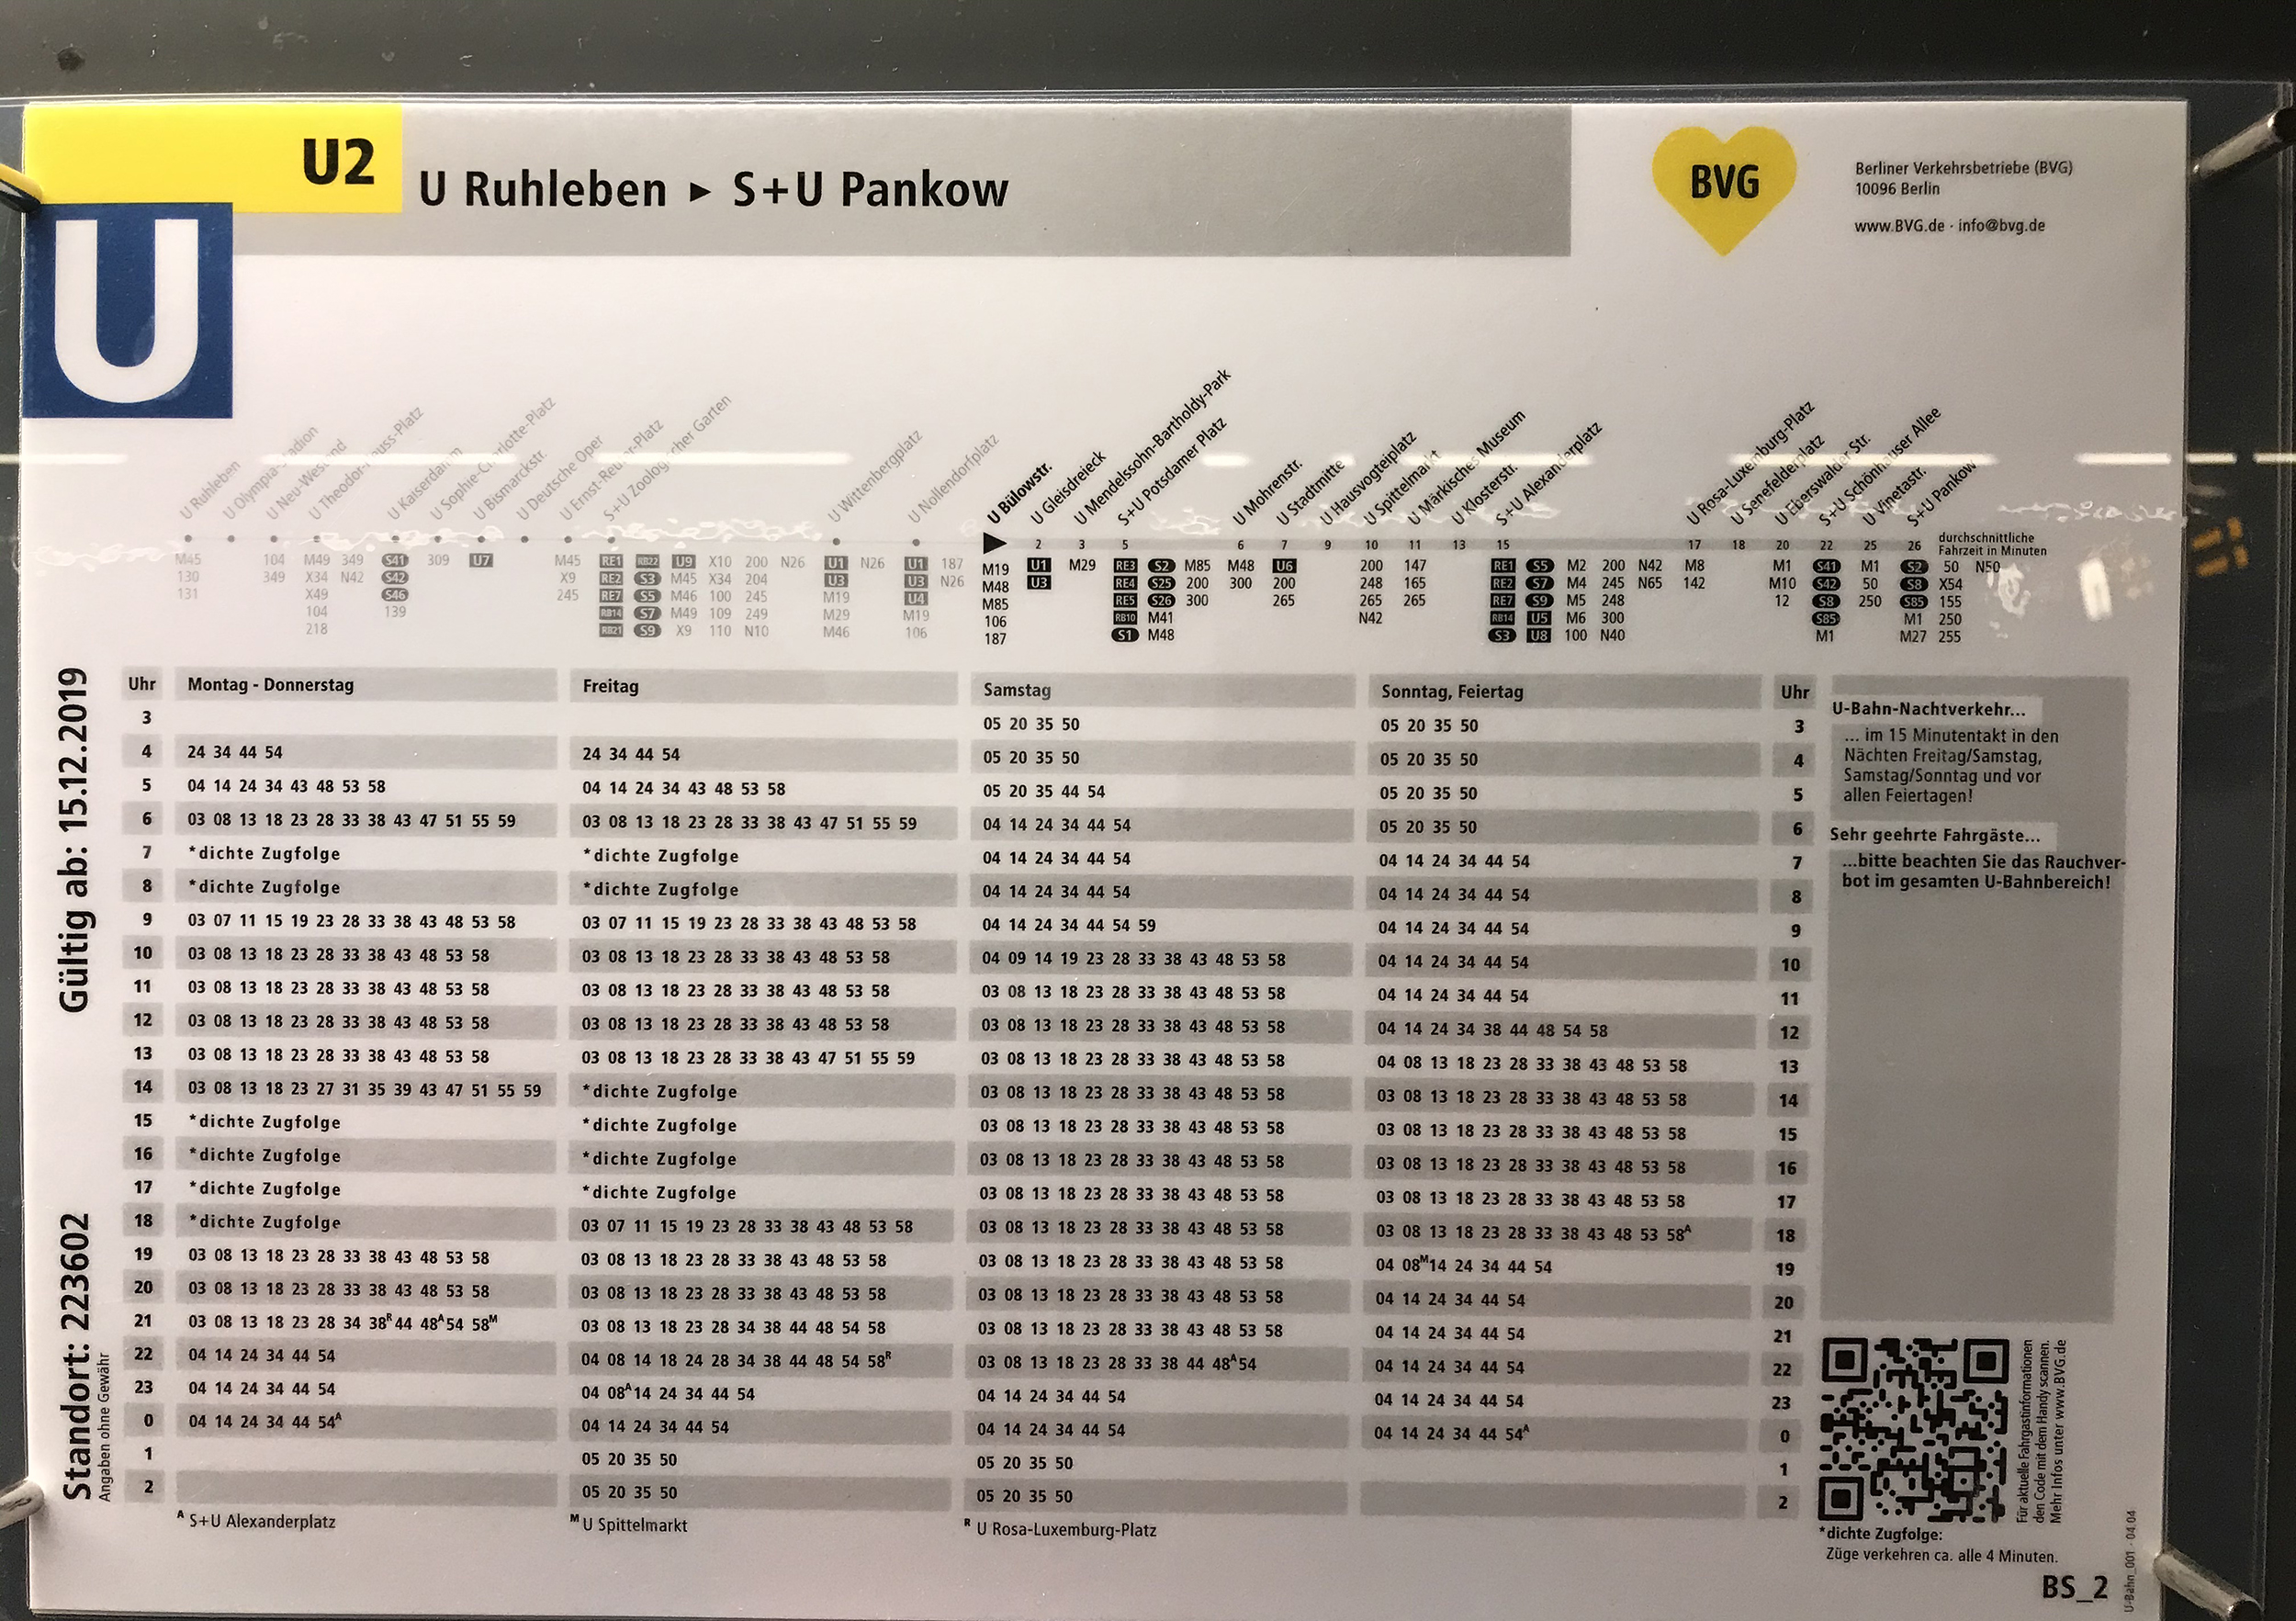 U2
U Ruhleben ▸ S+U Pankow
BVG
Berliner Verkehrsbetriebe (BVG)
10096 Berlin
www.BVG.de · info@bvg.de
U
U Ruhleben
U Olympia-Stadion
U Neu-Westend
U Theodor-Heuss-Platz
U Kaiserdamm
U Sophie-Charlotte-Platz
U Bismarckstr.
U Deutsche Oper
U Ernst-Reuter-Platz
S+U Zoologischer Garten
U Wittenbergplatz
U Nollendorfplatz
U Bülowstr.
U Gleisdreieck
U Mendelssohn-Bartholdy-Park
S+U Potsdamer Platz
U Mohrenstr.
U Stadtmitte
U Hausvogteiplatz
U Spittelmarkt
U Märkisches Museum
U Klosterstr.
S+U Alexanderplatz
U Rosa-Luxemburg-Platz
U Senefelderplatz
U Eberswalder Str.
S+U Schönhauser Allee
U Vinetastr.
S+U Pankow
2 3 5 6 7 9 10 11 13 15 17 18 20 22 25 26 durchschnittliche
Fahrzeit in Minuten
M45 104 M49 349 S41 309 U7 M45 RE1 RB22 U9 X10 200 N26 U1 N26 U1 187 M19 U1 M29 RE3 S2 M85 M48 U6 200 147 RE1 S5 M2 200 N42 M8 M1 S41 M1 S2 50 N50
130 349 X34 N42 S42 X9 RE2 S3 M45 X34 204 U3 U3 N26 M48 U3 RE4 S25 200 300 200 248 165 RE2 S7 M4 245 N65 142 M10 S42 50 S8 X54
131 X49 S46 245 RE7 S5 M46 100 245 M19 U4 M85 RE5 S26 300 265 265 265 RE7 S9 M5 248 12 S8 250 S85 155
104 139 RB14 S7 M49 109 249 M29 M19 106 RB10 M41 N42 RB14 U5 M6 300 S85 M1 250
218 RB21 S9 X9 110 N10 M46 106 187 S1 M48 S3 U8 100 N40 M1 M27 255
Gültig ab: 15.12.2019
Standort: 223602
Angaben ohne Gewähr
Uhr Montag - Donnerstag Freitag Samstag Sonntag, Feiertag Uhr
3 05 20 35 50 05 20 35 50 3
4 24 34 44 54 24 34 44 54 05 20 35 50 05 20 35 50 4
5 04 14 24 34 43 48 53 58 04 14 24 34 43 48 53 58 05 20 35 44 54 05 20 35 50 5
6 03 08 13 18 23 28 33 38 43 47 51 55 59 03 08 13 18 23 28 33 38 43 47 51 55 59 04 14 24 34 44 54 05 20 35 50 6
7 *dichte Zugfolge *dichte Zugfolge 04 14 24 34 44 54 04 14 24 34 44 54 7
8 *dichte Zugfolge *dichte Zugfolge 04 14 24 34 44 54 04 14 24 34 44 54 8
9 03 07 11 15 19 23 28 33 38 43 48 53 58 03 07 11 15 19 23 28 33 38 43 48 53 58 04 14 24 34 44 54 59 04 14 24 34 44 54 9
10 03 08 13 18 23 28 33 38 43 48 53 58 03 08 13 18 23 28 33 38 43 48 53 58 04 09 14 19 23 28 33 38 43 48 53 58 04 14 24 34 44 54 10
11 03 08 13 18 23 28 33 38 43 48 53 58 03 08 13 18 23 28 33 38 43 48 53 58 03 08 13 18 23 28 33 38 43 48 53 58 04 14 24 34 44 54 11
12 03 08 13 18 23 28 33 38 43 48 53 58 03 08 13 18 23 28 33 38 43 48 53 58 03 08 13 18 23 28 33 38 43 48 53 58 04 14 24 34 38 44 48 54 58 12
13 03 08 13 18 23 28 33 38 43 48 53 58 03 08 13 18 23 28 33 38 43 47 51 55 59 03 08 13 18 23 28 33 38 43 48 53 58 04 08 13 18 23 28 33 38 43 48 53 58 13
14 03 08 13 18 23 27 31 35 39 43 47 51 55 59 *dichte Zugfolge 03 08 13 18 23 28 33 38 43 48 53 58 03 08 13 18 23 28 33 38 43 48 53 58 14
15 *dichte Zugfolge *dichte Zugfolge 03 08 13 18 23 28 33 38 43 48 53 58 03 08 13 18 23 28 33 38 43 48 53 58 15
16 *dichte Zugfolge *dichte Zugfolge 03 08 13 18 23 28 33 38 43 48 53 58 03 08 13 18 23 28 33 38 43 48 53 58 16
17 *dichte Zugfolge *dichte Zugfolge 03 08 13 18 23 28 33 38 43 48 53 58 03 08 13 18 23 28 33 38 43 48 53 58 17
18 *dichte Zugfolge 03 07 11 15 19 23 28 33 38 43 48 53 58 03 08 13 18 23 28 33 38 43 48 53 58 03 08 13 18 23 28 33 38 43 48 53 58ᴬ 18
19 03 08 13 18 23 28 33 38 43 48 53 58 03 08 13 18 23 28 33 38 43 48 53 58 03 08 13 18 23 28 33 38 43 48 53 58 04 08ᴹ14 24 34 44 54 19
20 03 08 13 18 23 28 33 38 43 48 53 58 03 08 13 18 23 28 33 38 43 48 53 58 03 08 13 18 23 28 33 38 43 48 53 58 04 14 24 34 44 54 20
21 03 08 13 18 23 28 34 38ᴿ44 48ᴬ54 58ᴹ 03 08 13 18 23 28 34 38 44 48 54 58 03 08 13 18 23 28 33 38 43 48 53 58 04 14 24 34 44 54 21
22 04 14 24 34 44 54 04 08 14 18 24 28 34 38 44 48 54 58ᴿ 03 08 13 18 23 28 33 38 44 48ᴬ54 04 14 24 34 44 54 22
23 04 14 24 34 44 54 04 08ᴬ14 24 34 44 54 04 14 24 34 44 54 04 14 24 34 44 54 23
0 04 14 24 34 44 54ᴬ 04 14 24 34 44 54 04 14 24 34 44 54 04 14 24 34 44 54ᴬ 0
1 05 20 35 50 05 20 35 50 1
2 05 20 35 50 05 20 35 50 2
ᴬ S+U Alexanderplatz ᴹ U Spittelmarkt ᴿ U Rosa-Luxemburg-Platz
U-Bahn-Nachtverkehr...
... im 15 Minutentakt in den
Nächten Freitag/Samstag,
Samstag/Sonntag und vor
allen Feiertagen!
Sehr geehrte Fahrgäste...
...bitte beachten Sie das Rauchver-
bot im gesamten U-Bahnbereich!
Für aktuelle Fahrgastinformationen
den Code mit dem Handy scannen.
Mehr Infos unter www.BVG.de
*dichte Zugfolge:
Züge verkehren ca. alle 4 Minuten.
BS_2
U-Bahn_001 - 04.04